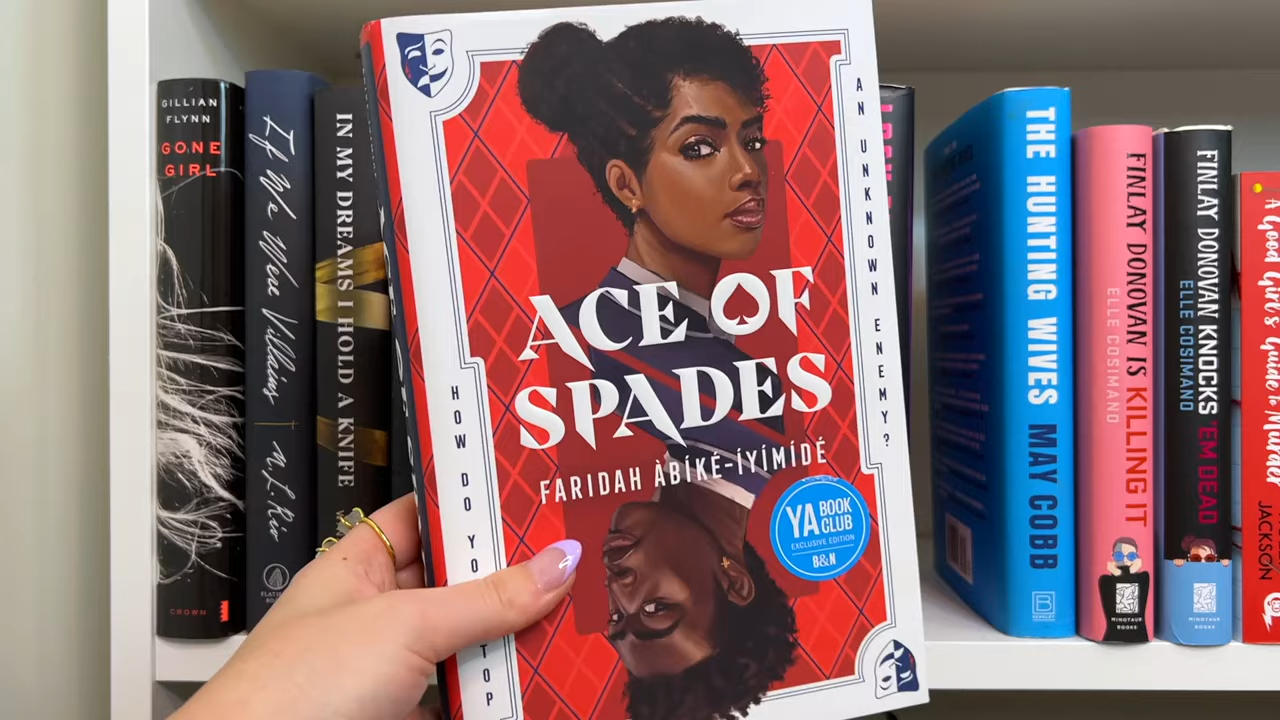 GILLIAN
FLYNN
GONE
GIRL
CROWN
If We Were Villains
M. L. Rio
FLATIRON
IN MY DREAMS I HOLD A KNIFE
HOW DO YO
TOP
ACE OF
SPADES
FARIDAH ÀBÍKÉ-ÍYÍMÍDÉ
AN UNKNOWN ENEMY?
YA BOOK
CLUB
EXCLUSIVE EDITION
B&N
THE HUNTING WIVES MAY COBB
BERKLEY
FINLAY DONOVAN IS KILLING IT
ELLE COSIMANO
MINOTAUR
BOOKS
FINLAY DONOVAN KNOCKS 'EM DEAD
ELLE COSIMANO
MINOTAUR
BOOKS
A Good Girl's Guide To Murder
JACKSON